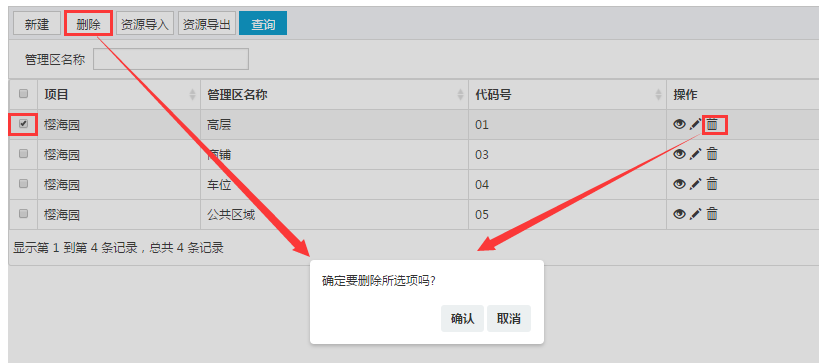 新建 删除 资源导入 资源导出 查询
管理区名称
项目 管理区名称 代码号 操作
樱海园 高层 01
樱海园 商铺 03
樱海园 车位 04
樱海园 公共区域 05
显示第 1 到第 4 条记录，总共 4 条记录
确定要删除所选项吗?
确认 取消